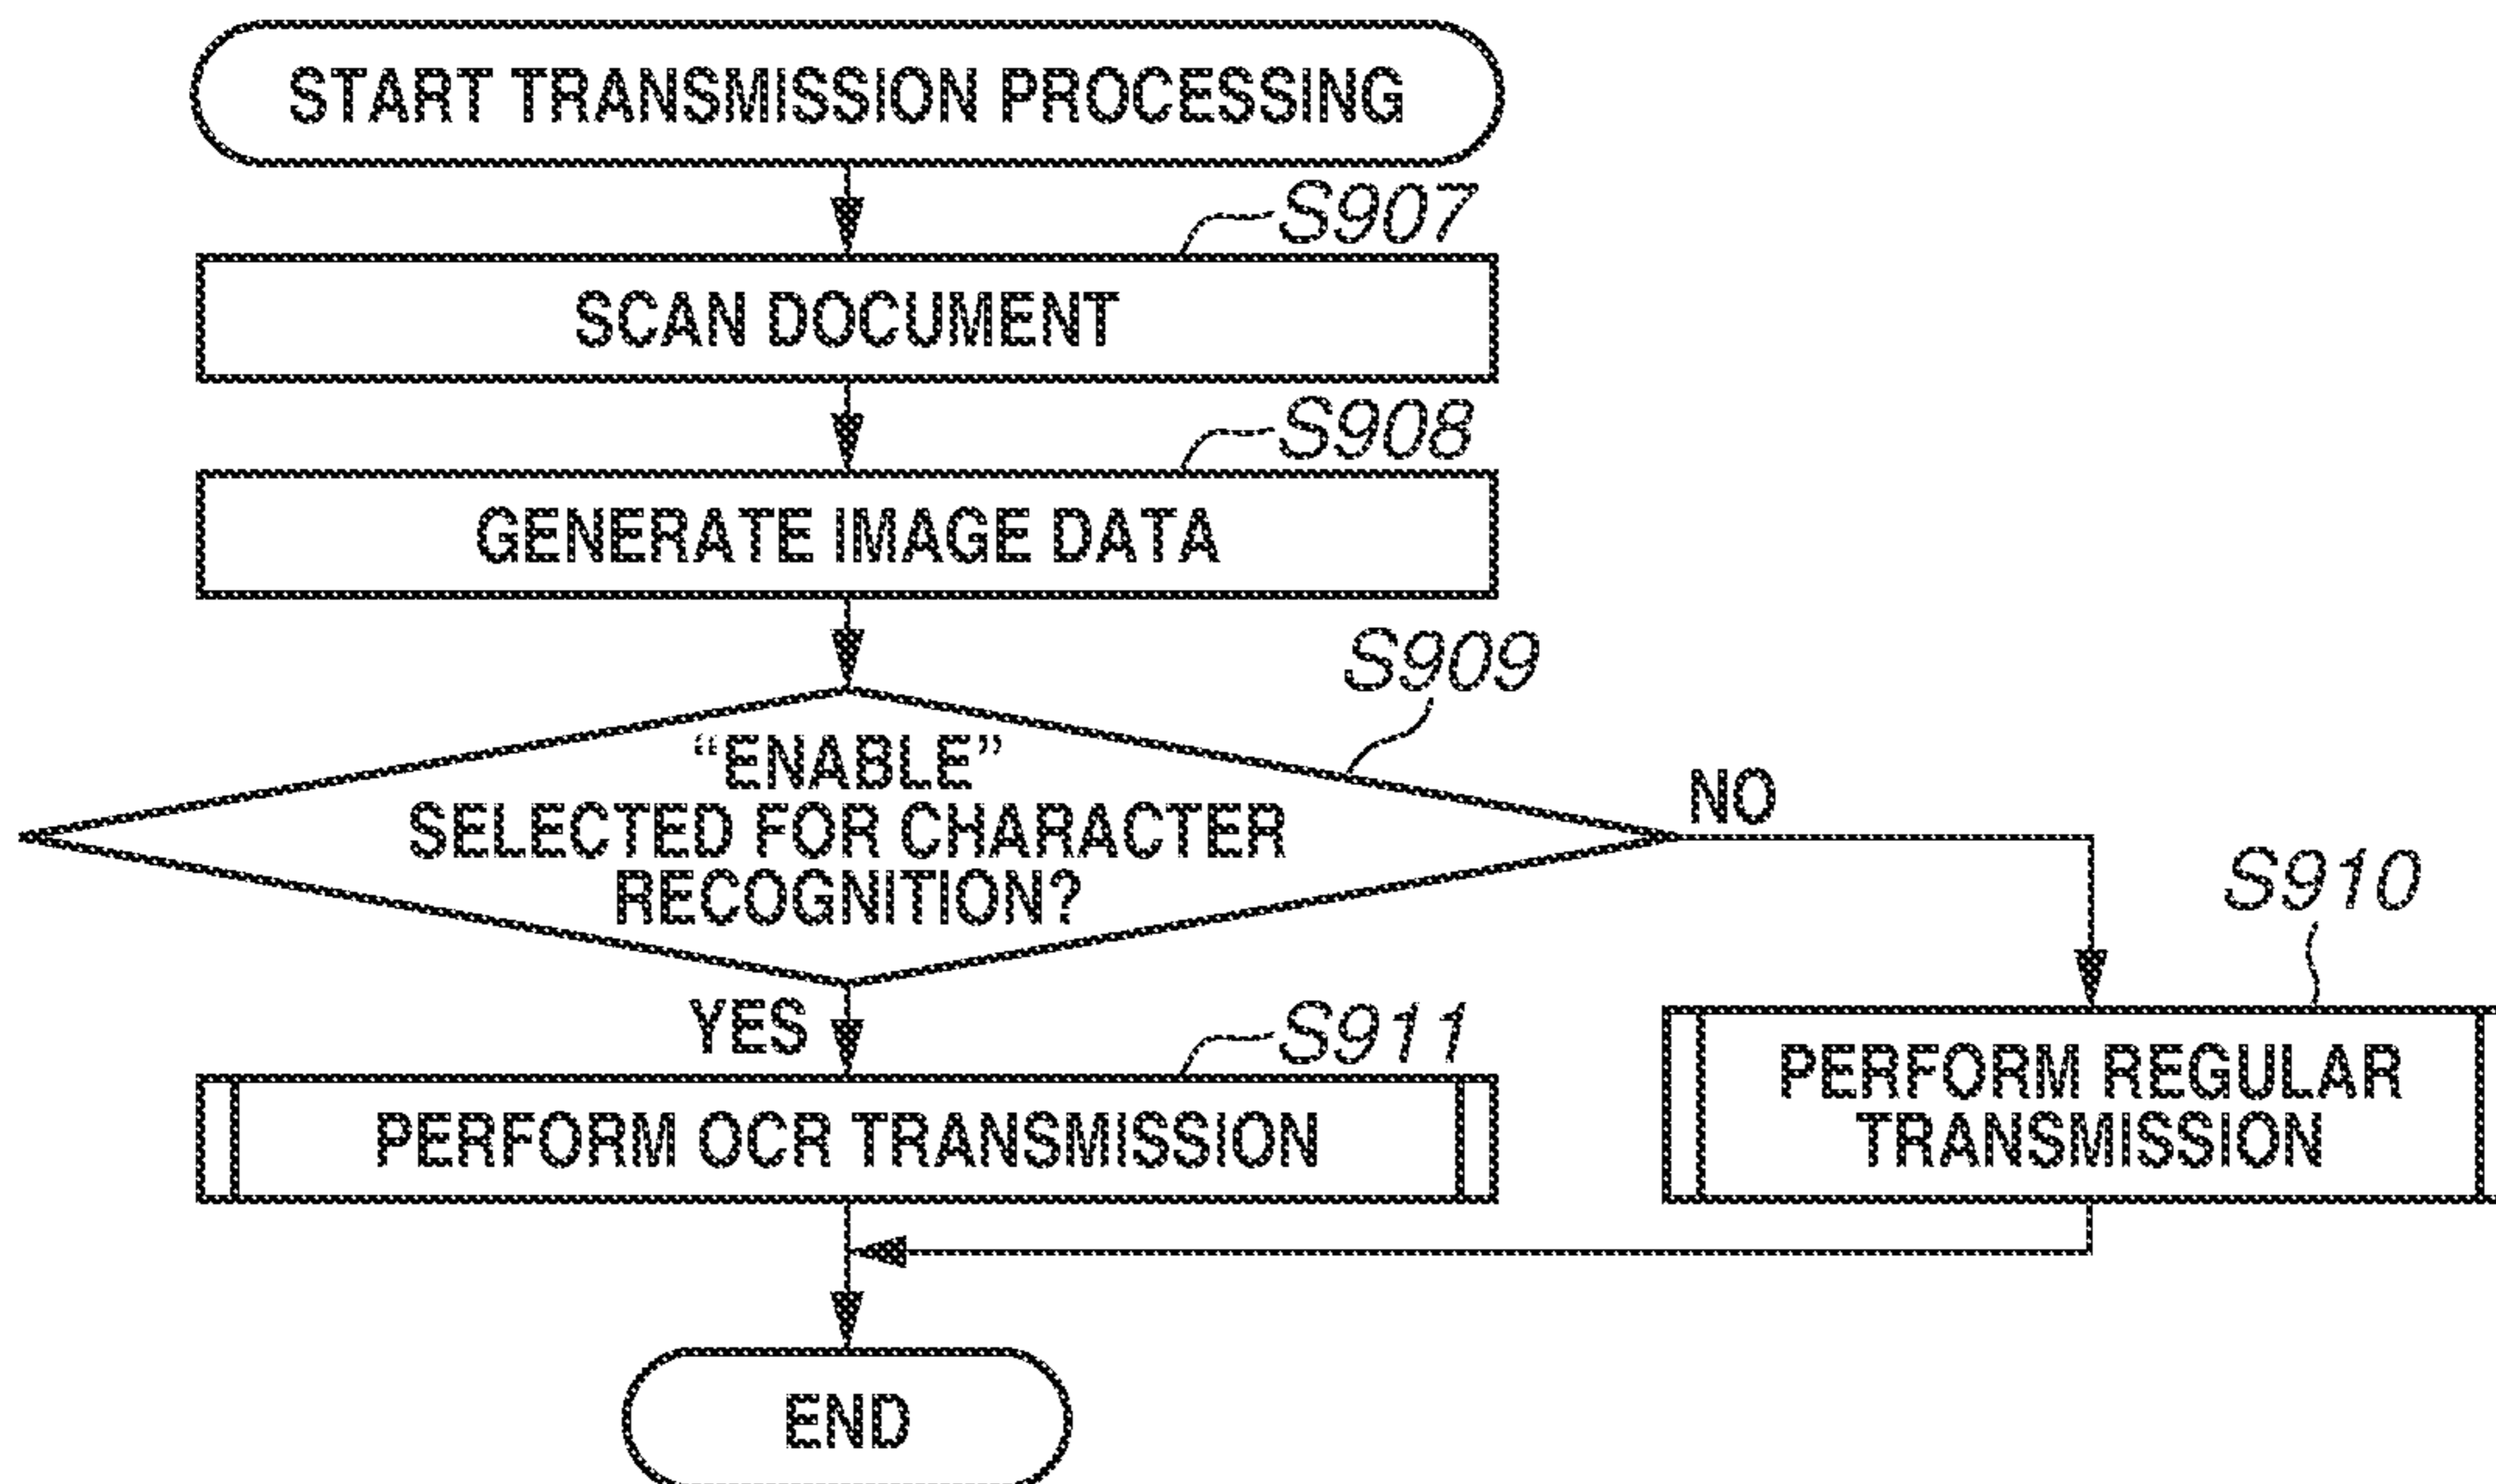 START TRANSMISSION PROCESSING
S907
SCAN DOCUMENT
S908
GENERATE IMAGE DATA
S909
“ENABLE”
SELECTED FOR CHARACTER
RECOGNITION?
NO
S910
YES
S911
PERFORM OCR TRANSMISSION
PERFORM REGULAR
TRANSMISSION
END